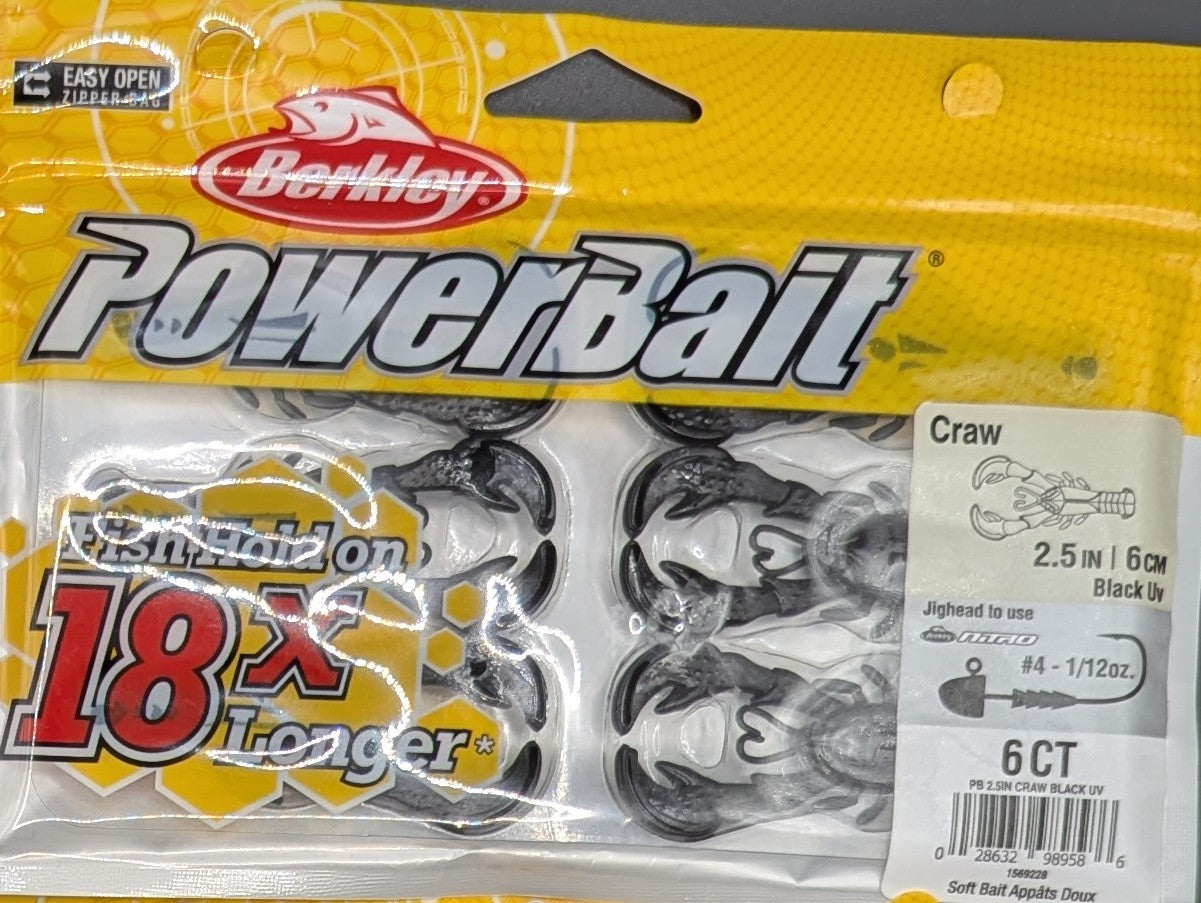 EASY OPEN
ZIPPER BAG
Berkley®
PowerBait®
Fish Hold on
18X
Longer*
Craw
2.5 IN | 6 CM
Black Uv
Jighead to use
Berkley NITRO
#4 - 1/12oz.
6 CT
PB 2.5IN CRAW BLACK UV
0 28632 98958 6
1569228
Soft Bait Appâts Doux